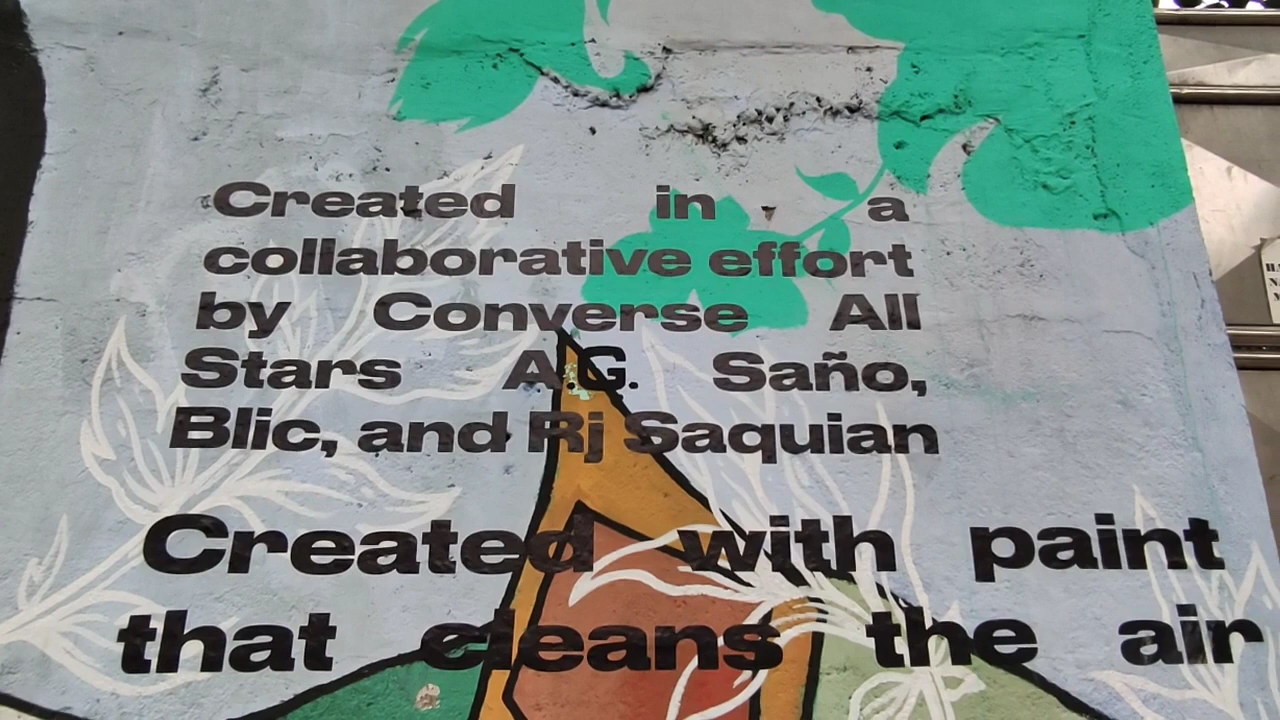 Created in a
collaborative effort
by Converse All
Stars A.G. Saño,
Blic, and Rj Saquian
Created with paint
that cleans the air